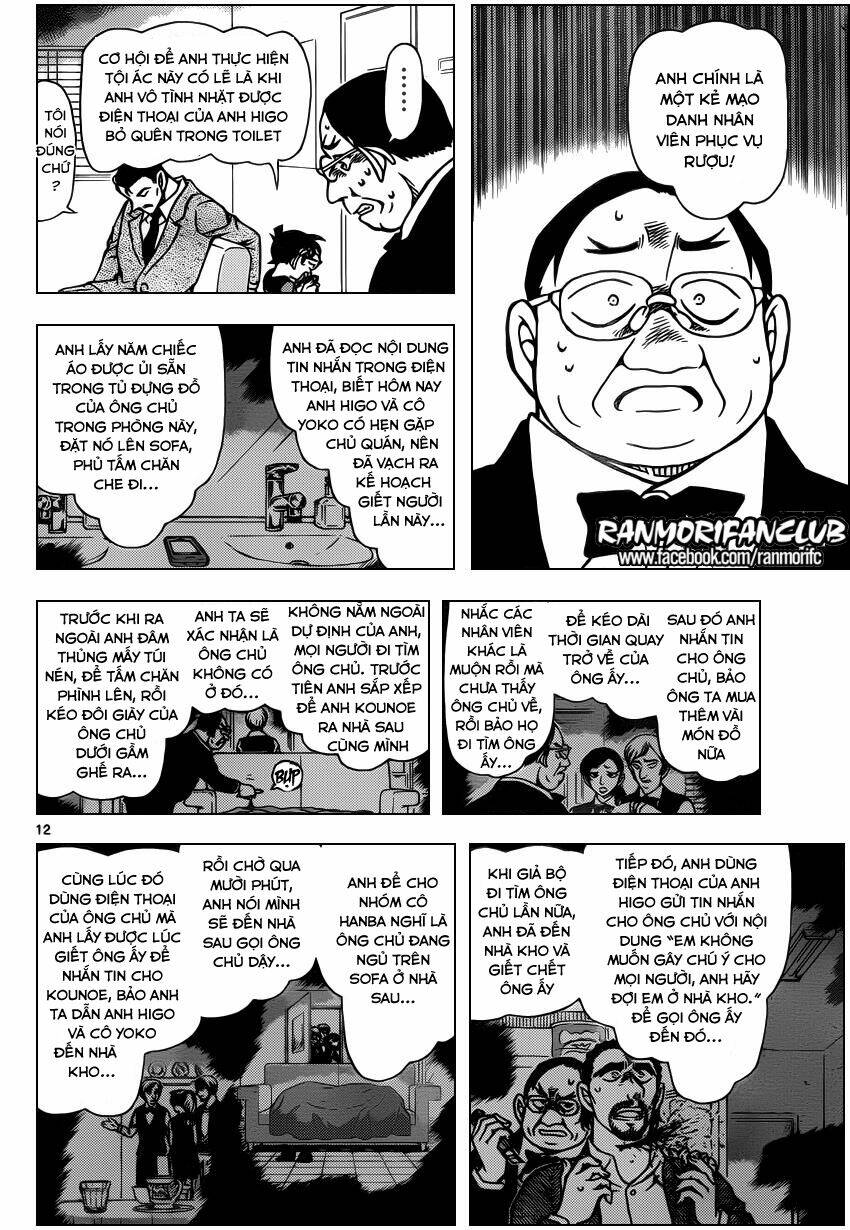 ANH CHÍNH LÀ
MỘT KẺ MẠO
DANH NHÂN
VIÊN PHỤC VỤ
RƯỢU!
......
CƠ HỘI ĐỂ ANH THỰC HIỆN
TỘI ÁC NÀY CÓ LẼ LÀ KHI
ANH VÔ TÌNH NHẶT ĐƯỢC
ĐIỆN THOẠI CỦA ANH HIGO
BỎ QUÊN TRONG TOILET
TÔI
NÓI
ĐÚNG
CHỨ
?
RANMORIFANCLUB
www.facebook.com/ranmorifc
ANH ĐÃ ĐỌC NỘI DUNG
TIN NHẮN TRONG ĐIỆN
THOẠI, BIẾT HÔM NAY
ANH HIGO VÀ CÔ
YOKO CÓ HẸN GẶP
CHỦ QUÁN, NÊN
ĐÃ VẠCH RA
KẾ HOẠCH
GIẾT NGƯỜI
LẦN NÀY...
ANH LẤY NĂM CHIẾC
ÁO ĐƯỢC ỦI SẴN
TRONG TỦ ĐỰNG ĐỒ
CỦA ÔNG CHỦ
TRONG PHÒNG NÀY,
ĐẶT NÓ LÊN SOFA,
PHỦ TẤM CHĂN
CHE ĐI...
SAU ĐÓ ANH
NHẮN TIN
CHO ÔNG
CHỦ, BẢO
ÔNG TA MUA
THÊM VÀI
MÓN ĐỒ
NỮA
ĐỂ KÉO DÀI
THỜI GIAN QUAY
TRỞ VỀ CỦA
ÔNG ẤY...
NHẮC CÁC
NHÂN VIÊN
KHÁC LÀ
MUỘN RỒI MÀ
CHƯA THẤY
ÔNG CHỦ VỀ,
RỒI BẢO HỌ
ĐI TÌM ÔNG
ẤY...
KHÔNG NẰM NGOÀI
DỰ ĐỊNH CỦA ANH,
MỌI NGƯỜI ĐI TÌM
ÔNG CHỦ. TRƯỚC
TIÊN ANH SẮP XẾP
ĐỂ ANH KOUNOE
RA NHÀ SAU
CÙNG MÌNH
ANH TA SẼ
XÁC NHẬN LÀ
ÔNG CHỦ
KHÔNG CÓ
Ở ĐÓ...
TRƯỚC KHI RA
NGOÀI ANH ĐÂM
THỦNG MẤY TÚI
NÉN, ĐỂ TẤM CHĂN
PHÌNH LÊN, RỒI
KÉO ĐÔI GIÀY CỦA
ÔNG CHỦ
DƯỚI GẦM
GHẾ RA...
BỤP
12
TIẾP ĐÓ, ANH DÙNG
ĐIỆN THOẠI CỦA ANH
HIGO GỬI TIN NHẮN
CHO ÔNG CHỦ VỚI NỘI
DUNG "EM KHÔNG
MUỐN GÂY CHÚ Ý CHO
MỌI NGƯỜI, ANH HÃY
ĐỢI EM Ở NHÀ KHO."
ĐỂ GỌI ÔNG ẤY
ĐẾN ĐÓ...
KHI GIẢ BỘ
ĐI TÌM ÔNG
CHỦ LẦN NỮA,
ANH ĐÃ ĐẾN
NHÀ KHO VÀ
GIẾT CHẾT
ÔNG ẤY
ANH ĐỂ CHO
NHÓM CÔ
HANBA NGHĨ LÀ
ÔNG CHỦ ĐANG
NGỦ TRÊN
SOFA Ở NHÀ
SAU...
RỒI CHỜ QUA
MƯỜI PHÚT,
ANH NÓI MÌNH
SẼ ĐẾN NHÀ
SAU GỌI ÔNG
CHỦ DẬY...
CÙNG LÚC ĐÓ
DÙNG ĐIỆN THOẠI
CỦA ÔNG CHỦ MÀ
ANH LẤY ĐƯỢC LÚC
GIẾT ÔNG ẤY ĐỂ
NHẮN TIN CHO
KOUNOE, BẢO ANH
TA DẪN ANH HIGO
VÀ CÔ YOKO
ĐẾN NHÀ
KHO...